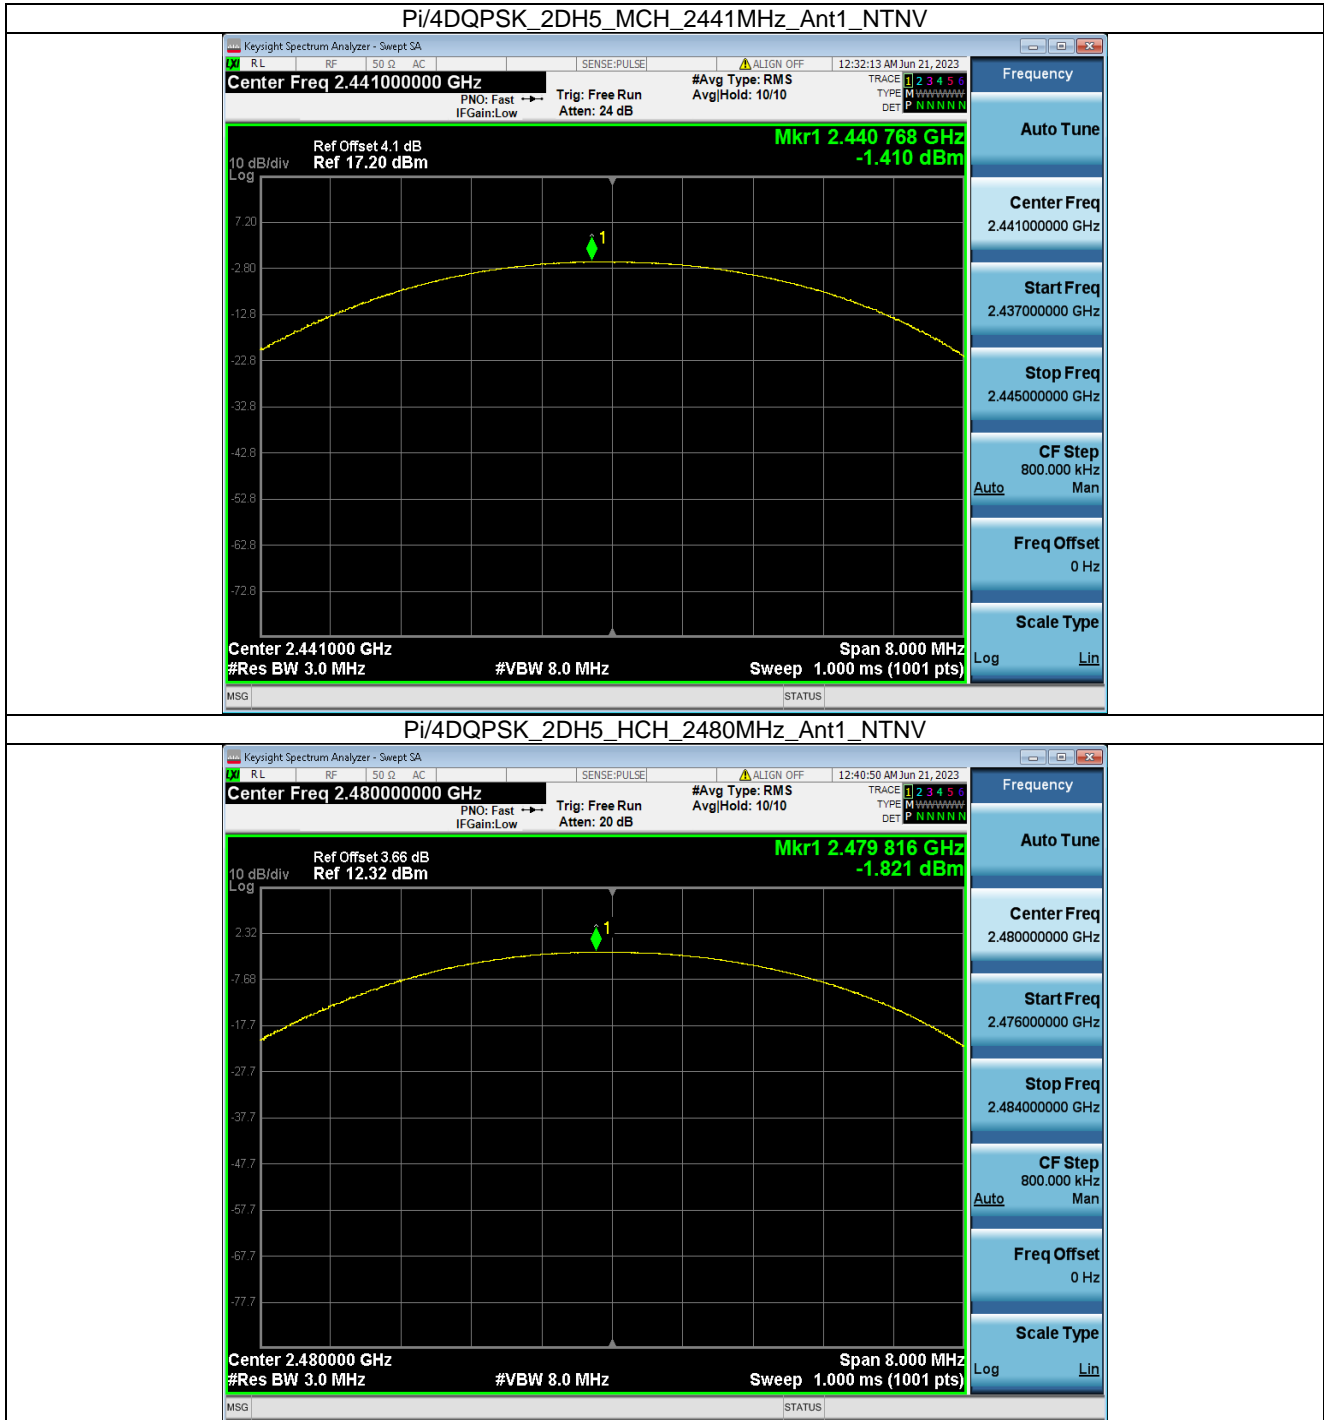 Pi/4DQPSK_2DH5_MCH_2441MHz_Ant1_NTNV
Keysight Spectrum Analyzer - Swept SA
LXI RL RF 50 Ω AC SENSE:PULSE ALIGN OFF 12:32:13 AM Jun 21, 2023
Center Freq 2.441000000 GHz
PNO: Fast
IFGain:Low
Trig: Free Run
Atten: 24 dB
#Avg Type: RMS
Avg|Hold: 10/10
TRACE 1 2 3 4 5 6
TYPE M WWWWW
DET P N N N N N
Frequency
Auto Tune
Center Freq
2.441000000 GHz
Start Freq
2.437000000 GHz
Stop Freq
2.445000000 GHz
CF Step
800.000 kHz
Auto Man
Freq Offset
0 Hz
Scale Type
Log Lin
Mkr1 2.440 768 GHz
-1.410 dBm
Ref Offset 4.1 dB
10 dB/div Ref 17.20 dBm
Log
7.20
-2.80
-12.8
-22.8
-32.8
-42.8
-52.8
-62.8
-72.8
1
Center 2.441000 GHz Span 8.000 MHz
#Res BW 3.0 MHz #VBW 8.0 MHz Sweep 1.000 ms (1001 pts)
MSG STATUS
Pi/4DQPSK_2DH5_HCH_2480MHz_Ant1_NTNV
Keysight Spectrum Analyzer - Swept SA
LXI RL RF 50 Ω AC SENSE:PULSE ALIGN OFF 12:40:50 AM Jun 21, 2023
Center Freq 2.480000000 GHz
PNO: Fast
IFGain:Low
Trig: Free Run
Atten: 20 dB
#Avg Type: RMS
Avg|Hold: 10/10
TRACE 1 2 3 4 5 6
TYPE M WWWWW
DET P N N N N N
Frequency
Auto Tune
Center Freq
2.480000000 GHz
Start Freq
2.476000000 GHz
Stop Freq
2.484000000 GHz
CF Step
800.000 kHz
Auto Man
Freq Offset
0 Hz
Scale Type
Log Lin
Mkr1 2.479 816 GHz
-1.821 dBm
Ref Offset 3.66 dB
10 dB/div Ref 12.32 dBm
Log
2.32
-7.68
-17.7
-27.7
-37.7
-47.7
-57.7
-67.7
-77.7
1
Center 2.480000 GHz Span 8.000 MHz
#Res BW 3.0 MHz #VBW 8.0 MHz Sweep 1.000 ms (1001 pts)
MSG STATUS